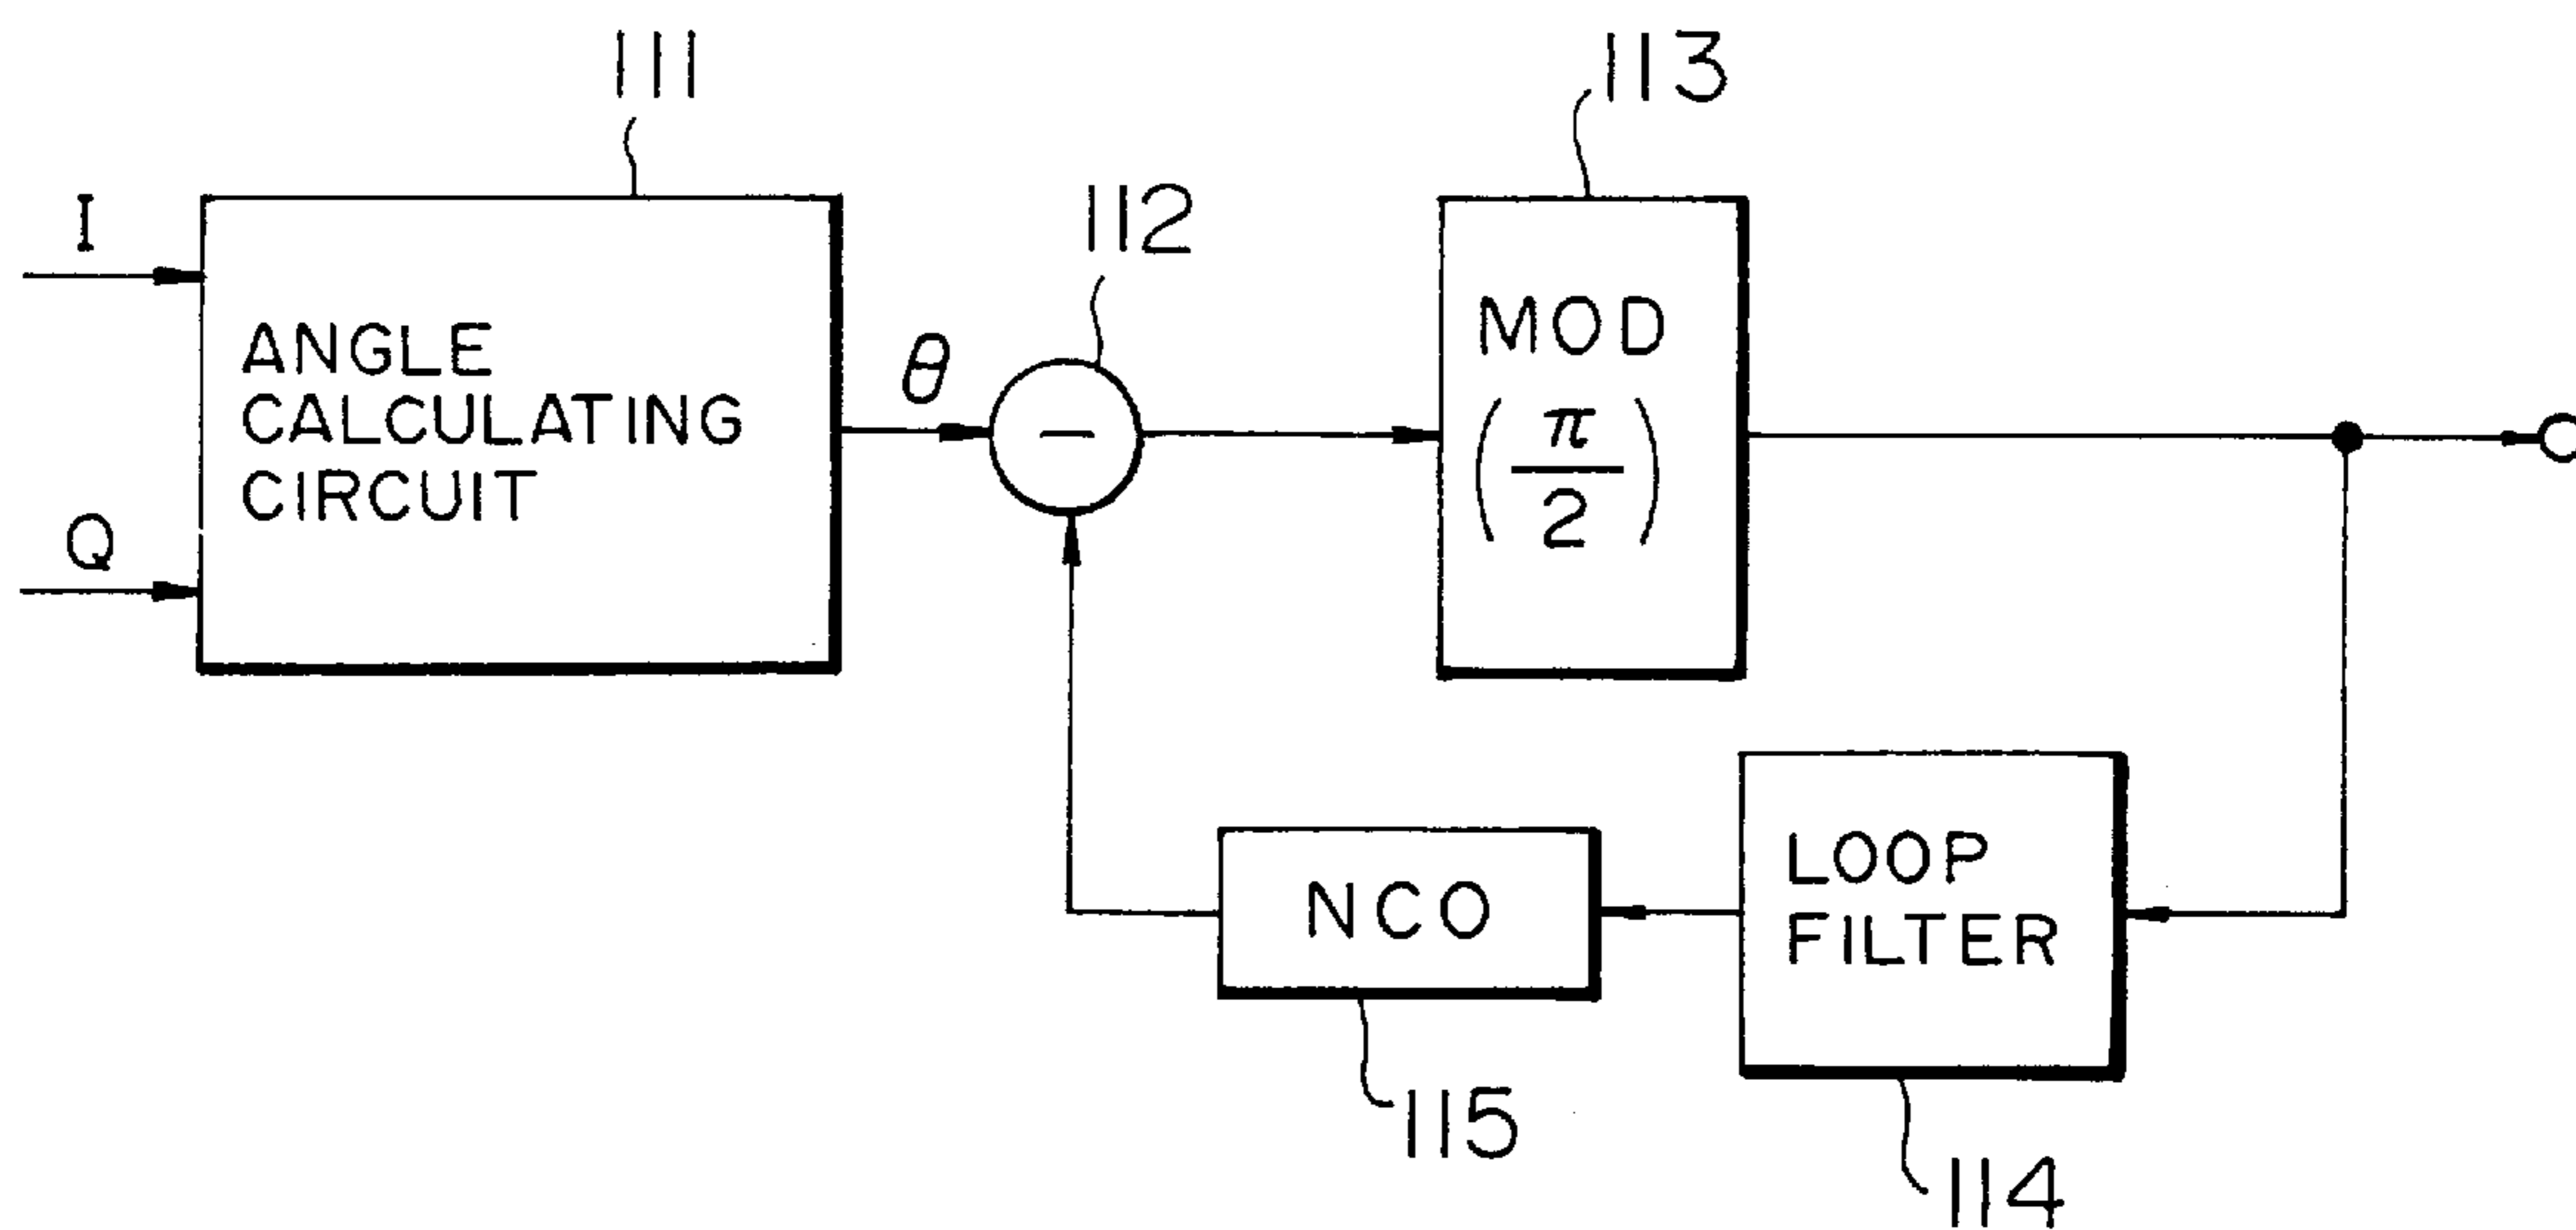 111
113
112
I
Q
ANGLE
CALCULATING
CIRCUIT
θ
−
MOD
(π/2)
NCO
LOOP
FILTER
115
114